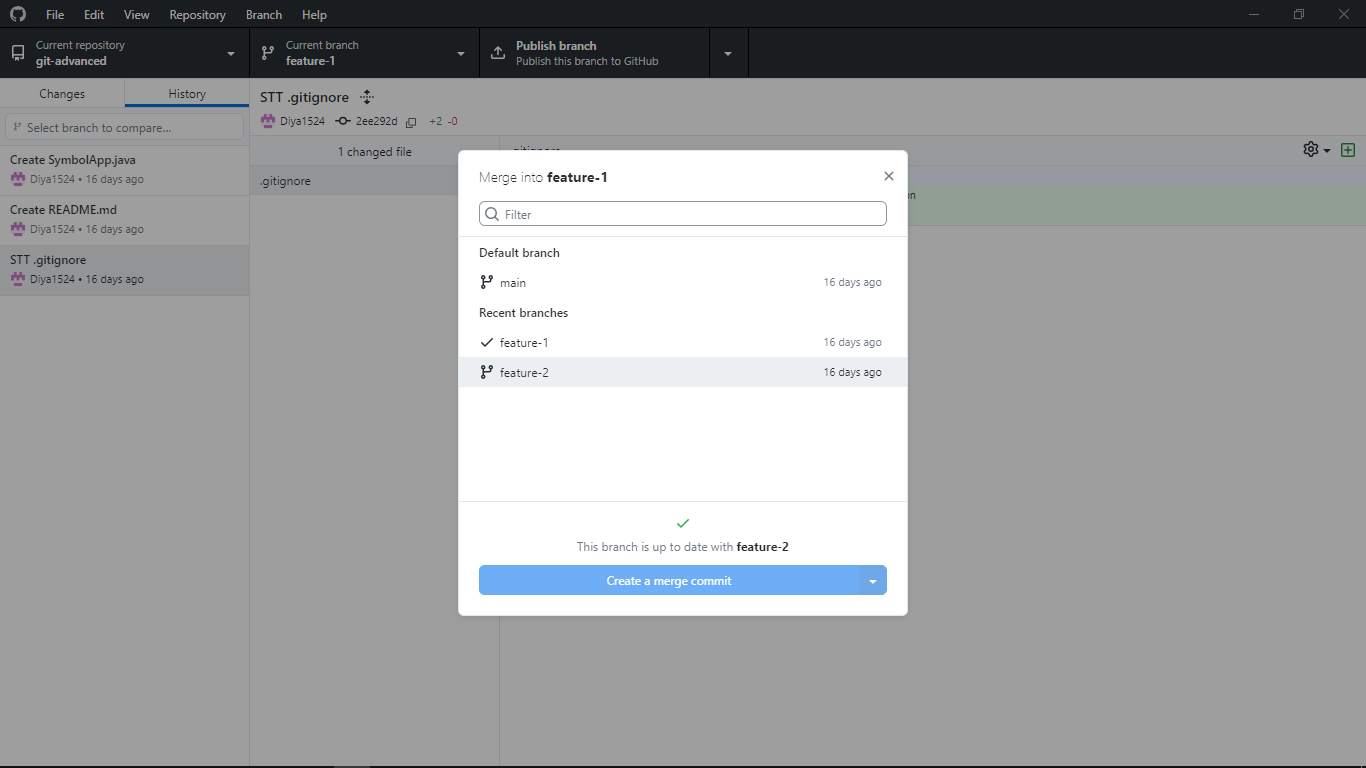 File Edit View Repository Branch Help
Current repository
git-advanced
Current branch
feature-1
Publish branch
Publish this branch to GitHub
Changes History
Select branch to compare...
Create SymbolApp.java
Diya1524 • 16 days ago
Create README.md
Diya1524 • 16 days ago
STT .gitignore
Diya1524 • 16 days ago
STT .gitignore
Diya1524 2ee292d +2 -0
1 changed file
.gitignore
Merge into feature-1
Filter
Default branch
main 16 days ago
Recent branches
feature-1 16 days ago
feature-2 16 days ago
This branch is up to date with feature-2
Create a merge commit